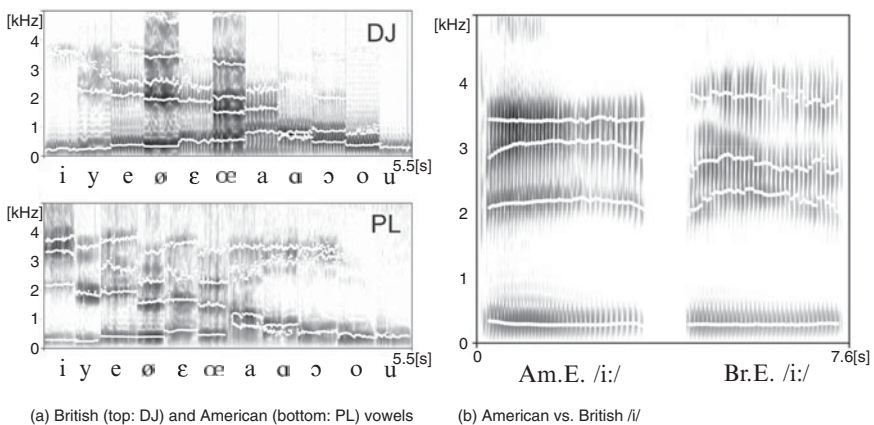 [kHz]
4
3
2
1
0
DJ
5.5[s]
i y e ø ɛ œ a ɑ ɔ o u
[kHz]
4
3
2
1
0
PL
5.5[s]
i y e ø ɛ œ a ɑ ɔ o u
(a) British (top: DJ) and American (bottom: PL) vowels
[kHz]
4
3
2
1
0
0
7.6[s]
Am.E. /i:/ Br.E. /i:/
(b) American vs. British /i/